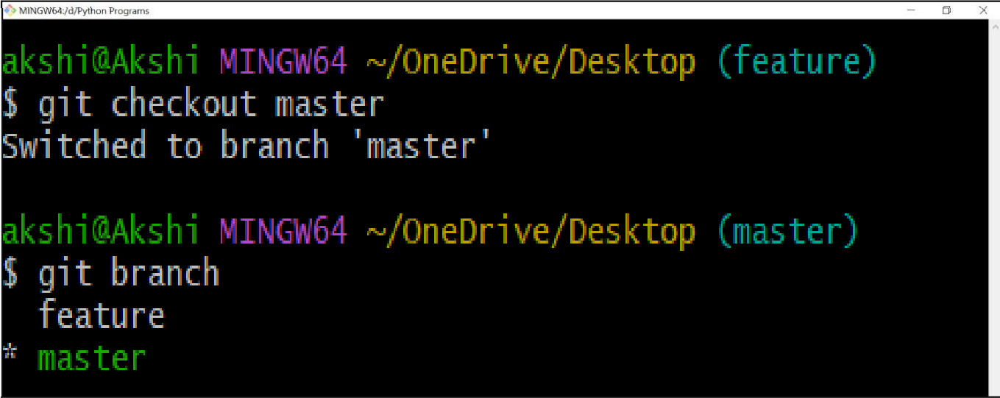 MINGW64:/d/Python Programs
akshi@Akshi MINGW64 ~/OneDrive/Desktop (feature)
$ git checkout master
Switched to branch 'master'
akshi@Akshi MINGW64 ~/OneDrive/Desktop (master)
$ git branch
feature
* master